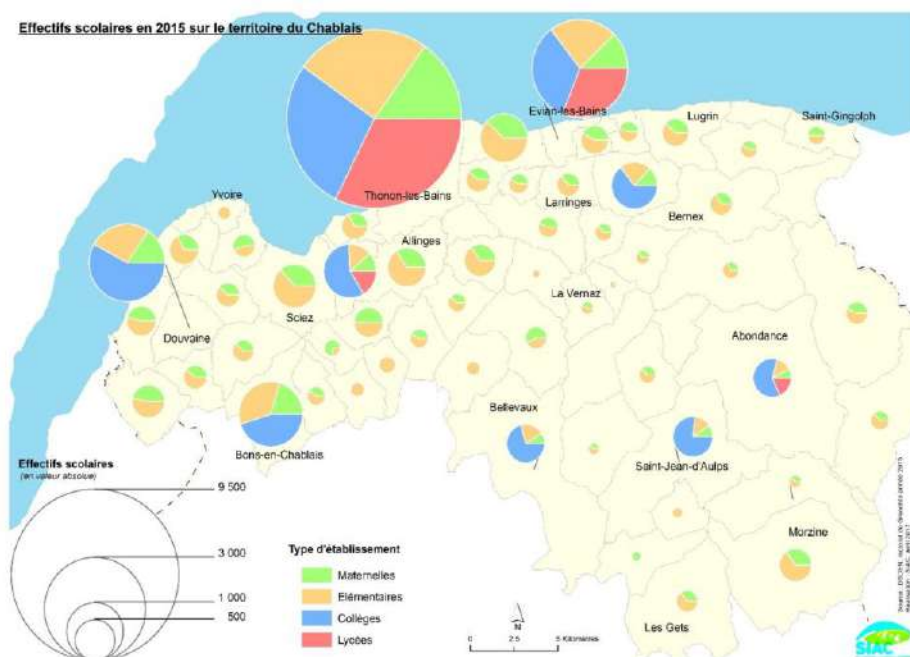 Effectifs scolaires en 2015 sur le territoire du Chablais
Evian-les-Bains
Lugrin
Saint-Gingolph
Thonon-les-Bains
Larringes
Yvoire
Bernex
Allinges
La Vernaz
Sciez
Douvaine
Abondance
Bellevaux
Bons-en-Chablais
Saint-Jean-d'Aulps
Morzine
Les Gets
Effectifs scolaires
(en valeur absolue)
9 500
3 000
1 000
500
Type d'établissement
Maternelles
Elémentaires
Collèges
Lycées
N
0 2.5 5 Kilomètres
SIAC